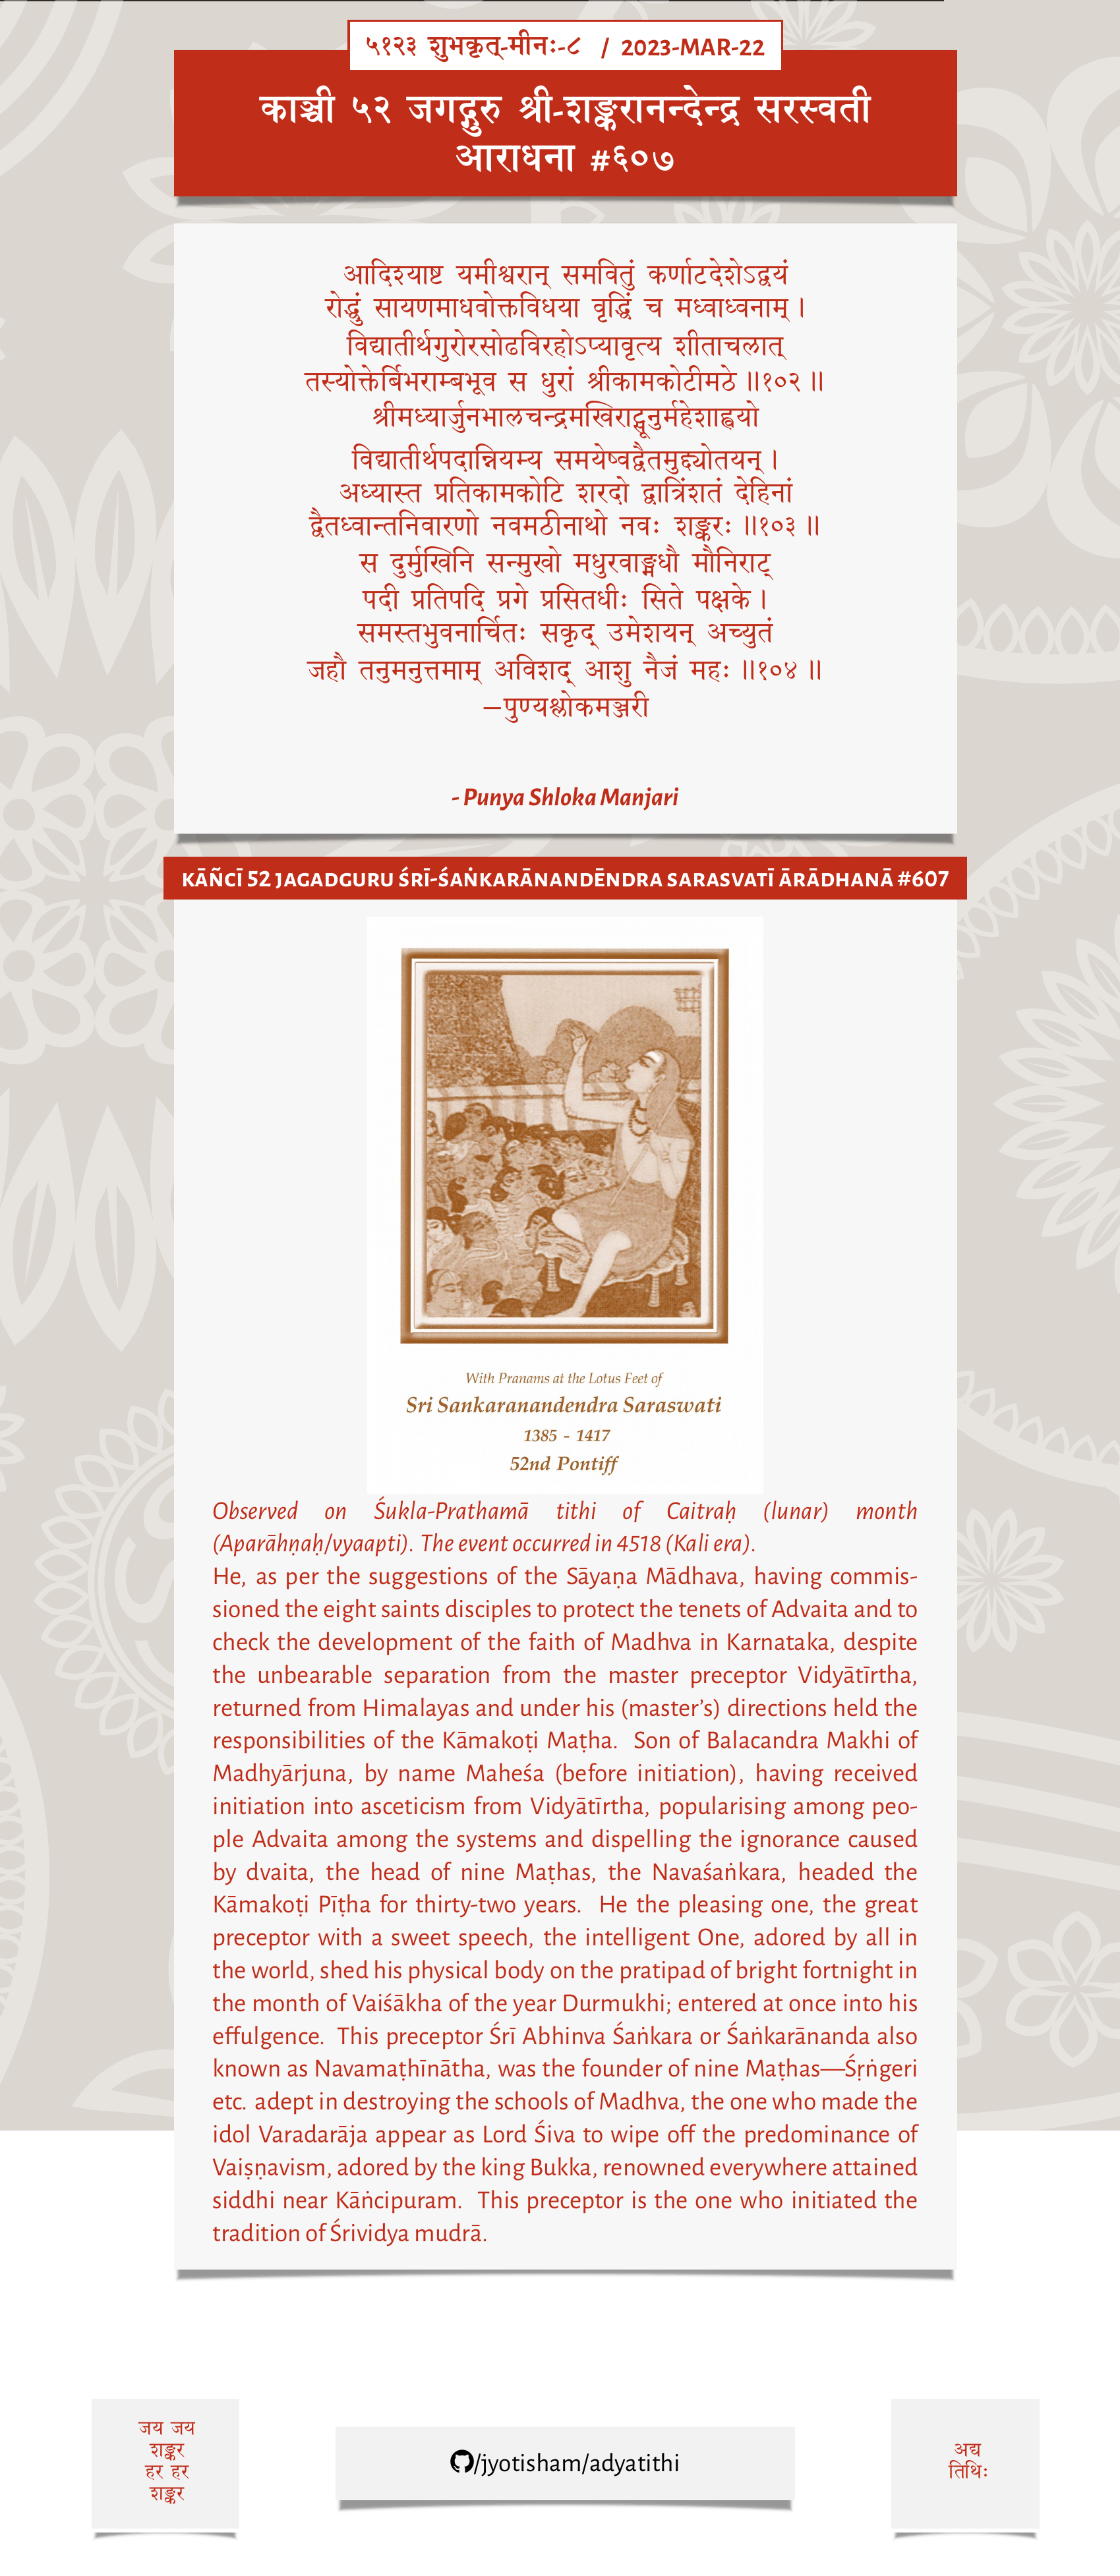 ५१२३ शुभकृत्-मीनः-८ / 2023-MAR-22
काञ्ची ५२ जगद्गुरु श्री-शङ्करानन्देन्द्र सरस्वती
आराधना #६०७
आदिश्याष्ट यमीश्वरान् समवितुं कर्णाटदेशेऽद्वयं
रोद्धुं सायणमाधवोक्तविधया वृद्धिं च मध्वाध्वनाम्।
विद्यातीर्थगुरोरसोढविरहोऽप्यावृत्य शीताचलात्
तस्योक्तेर्बिभराम्बभूव स धुरां श्रीकामकोटीमठे॥१०२॥
श्रीमध्यार्जुनभालचन्द्रमखिराट्सूनुर्महेशाह्वयो
विद्यातीर्थपदान्नियम्य समयेष्वद्वैतमुद्द्योतयन्।
अध्यास्त प्रतिकामकोटि शरदो द्वात्रिंशतं देहिनां
द्वैतध्वान्तनिवारणो नवमठीनाथो नवः शङ्करः॥१०३॥
स दुर्मुखिनि सन्मुखो मधुरवाङ्मधौ मौनिराट्
पदी प्रतिपदि प्रगे प्रसितधीः सिते पक्षके।
समस्तभुवनार्चितः सकृद् उमेशयन् अच्युतं
जहौ तनुमनुत्तमाम् अविशद् आशु नैजं महः॥१०४॥
—पुण्यश्लोकमञ्जरी
- Punya Shloka Manjari
KĀÑCĪ 52 JAGADGURU ŚRĪ-ŚAṄKARĀNANDĒNDRA SARASVATĪ ĀRĀDHANĀ #607
With Pranams at the Lotus Feet of
Sri Sankaranandendra Saraswati
1385 - 1417
52nd Pontiff
Observed on Śukla-Prathamā tithi of Caitraḥ (lunar) month
(Aparāhṇaḥ/vyaapti). The event occurred in 4518 (Kali era).
He, as per the suggestions of the Sāyaṇa Mādhava, having commis-
sioned the eight saints disciples to protect the tenets of Advaita and to
check the development of the faith of Madhva in Karnataka, despite
the unbearable separation from the master preceptor Vidyātīrtha,
returned from Himalayas and under his (master's) directions held the
responsibilities of the Kāmakoṭi Maṭha. Son of Balacandra Makhi of
Madhyārjuna, by name Maheśa (before initiation), having received
initiation into asceticism from Vidyātīrtha, popularising among peo-
ple Advaita among the systems and dispelling the ignorance caused
by dvaita, the head of nine Maṭhas, the Navaśaṅkara, headed the
Kāmakoṭi Pīṭha for thirty-two years. He the pleasing one, the great
preceptor with a sweet speech, the intelligent One, adored by all in
the world, shed his physical body on the pratipad of bright fortnight in
the month of Vaiśākha of the year Durmukhi; entered at once into his
effulgence. This preceptor Śrī Abhinva Śaṅkara or Śaṅkarānanda also
known as Navamaṭhīnātha, was the founder of nine Maṭhas—Śṛṅgeri
etc. adept in destroying the schools of Madhva, the one who made the
idol Varadarāja appear as Lord Śiva to wipe off the predominance of
Vaiṣṇavism, adored by the king Bukka, renowned everywhere attained
siddhi near Kāṅcipuram. This preceptor is the one who initiated the
tradition of Śrividya mudrā.
जय जय
शङ्कर
हर हर
शङ्कर
/jyotisham/adyatithi
अद्य
तिथिः